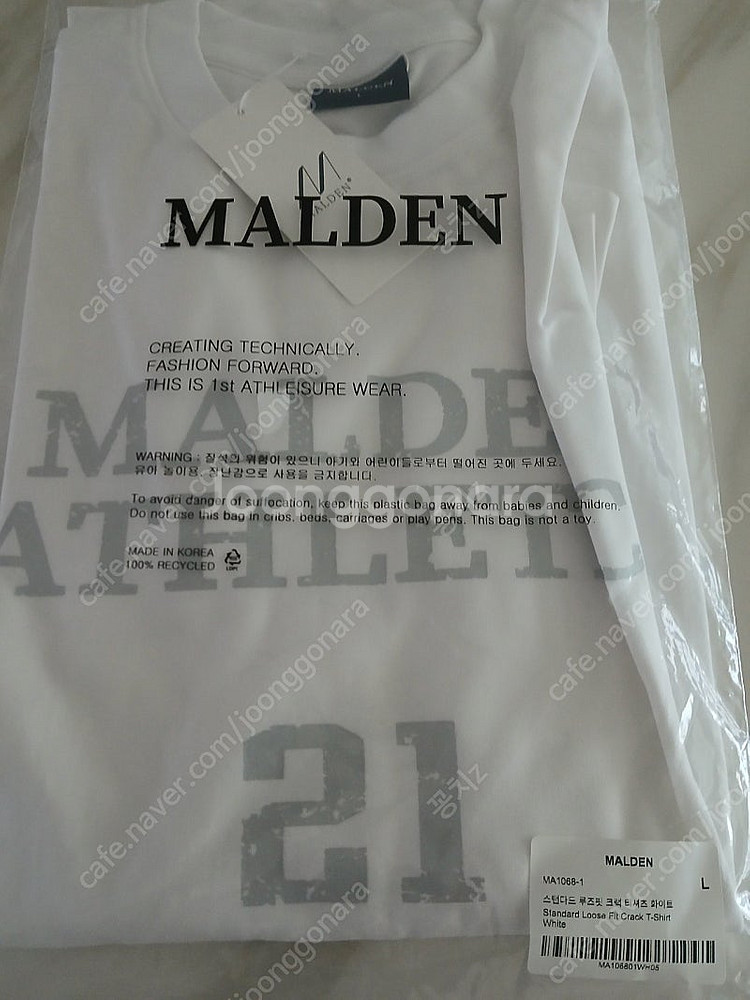 MALDEN
L
MALDEN®
MALDEN
CREATING TECHNICALLY.
FASHION FORWARD.
THIS IS 1st ATHLEISURE WEAR.
MALDE
ATHLETIC
WARNING : 질식의 위험이 있으니 아기와 어린이들로부터 떨어진 곳에 두세요.
유아 놀이용, 장난감으로 사용을 금지합니다.
To avoid danger of suffocation, keep this plastic bag away from babies and children.
Do not use this bag in cribs, beds, carriages or play pens. This bag is not a toy.
MADE IN KOREA
100% RECYCLED
LDPE
21
MALDEN
MA1068-1
L
스탠다드 루즈핏 크랙 티셔츠 화이트
Standard Loose Fit Crack T-Shirt
White
MA106801WH05
cafe.naver.com/joonggonara
joonggonara
꽁치z